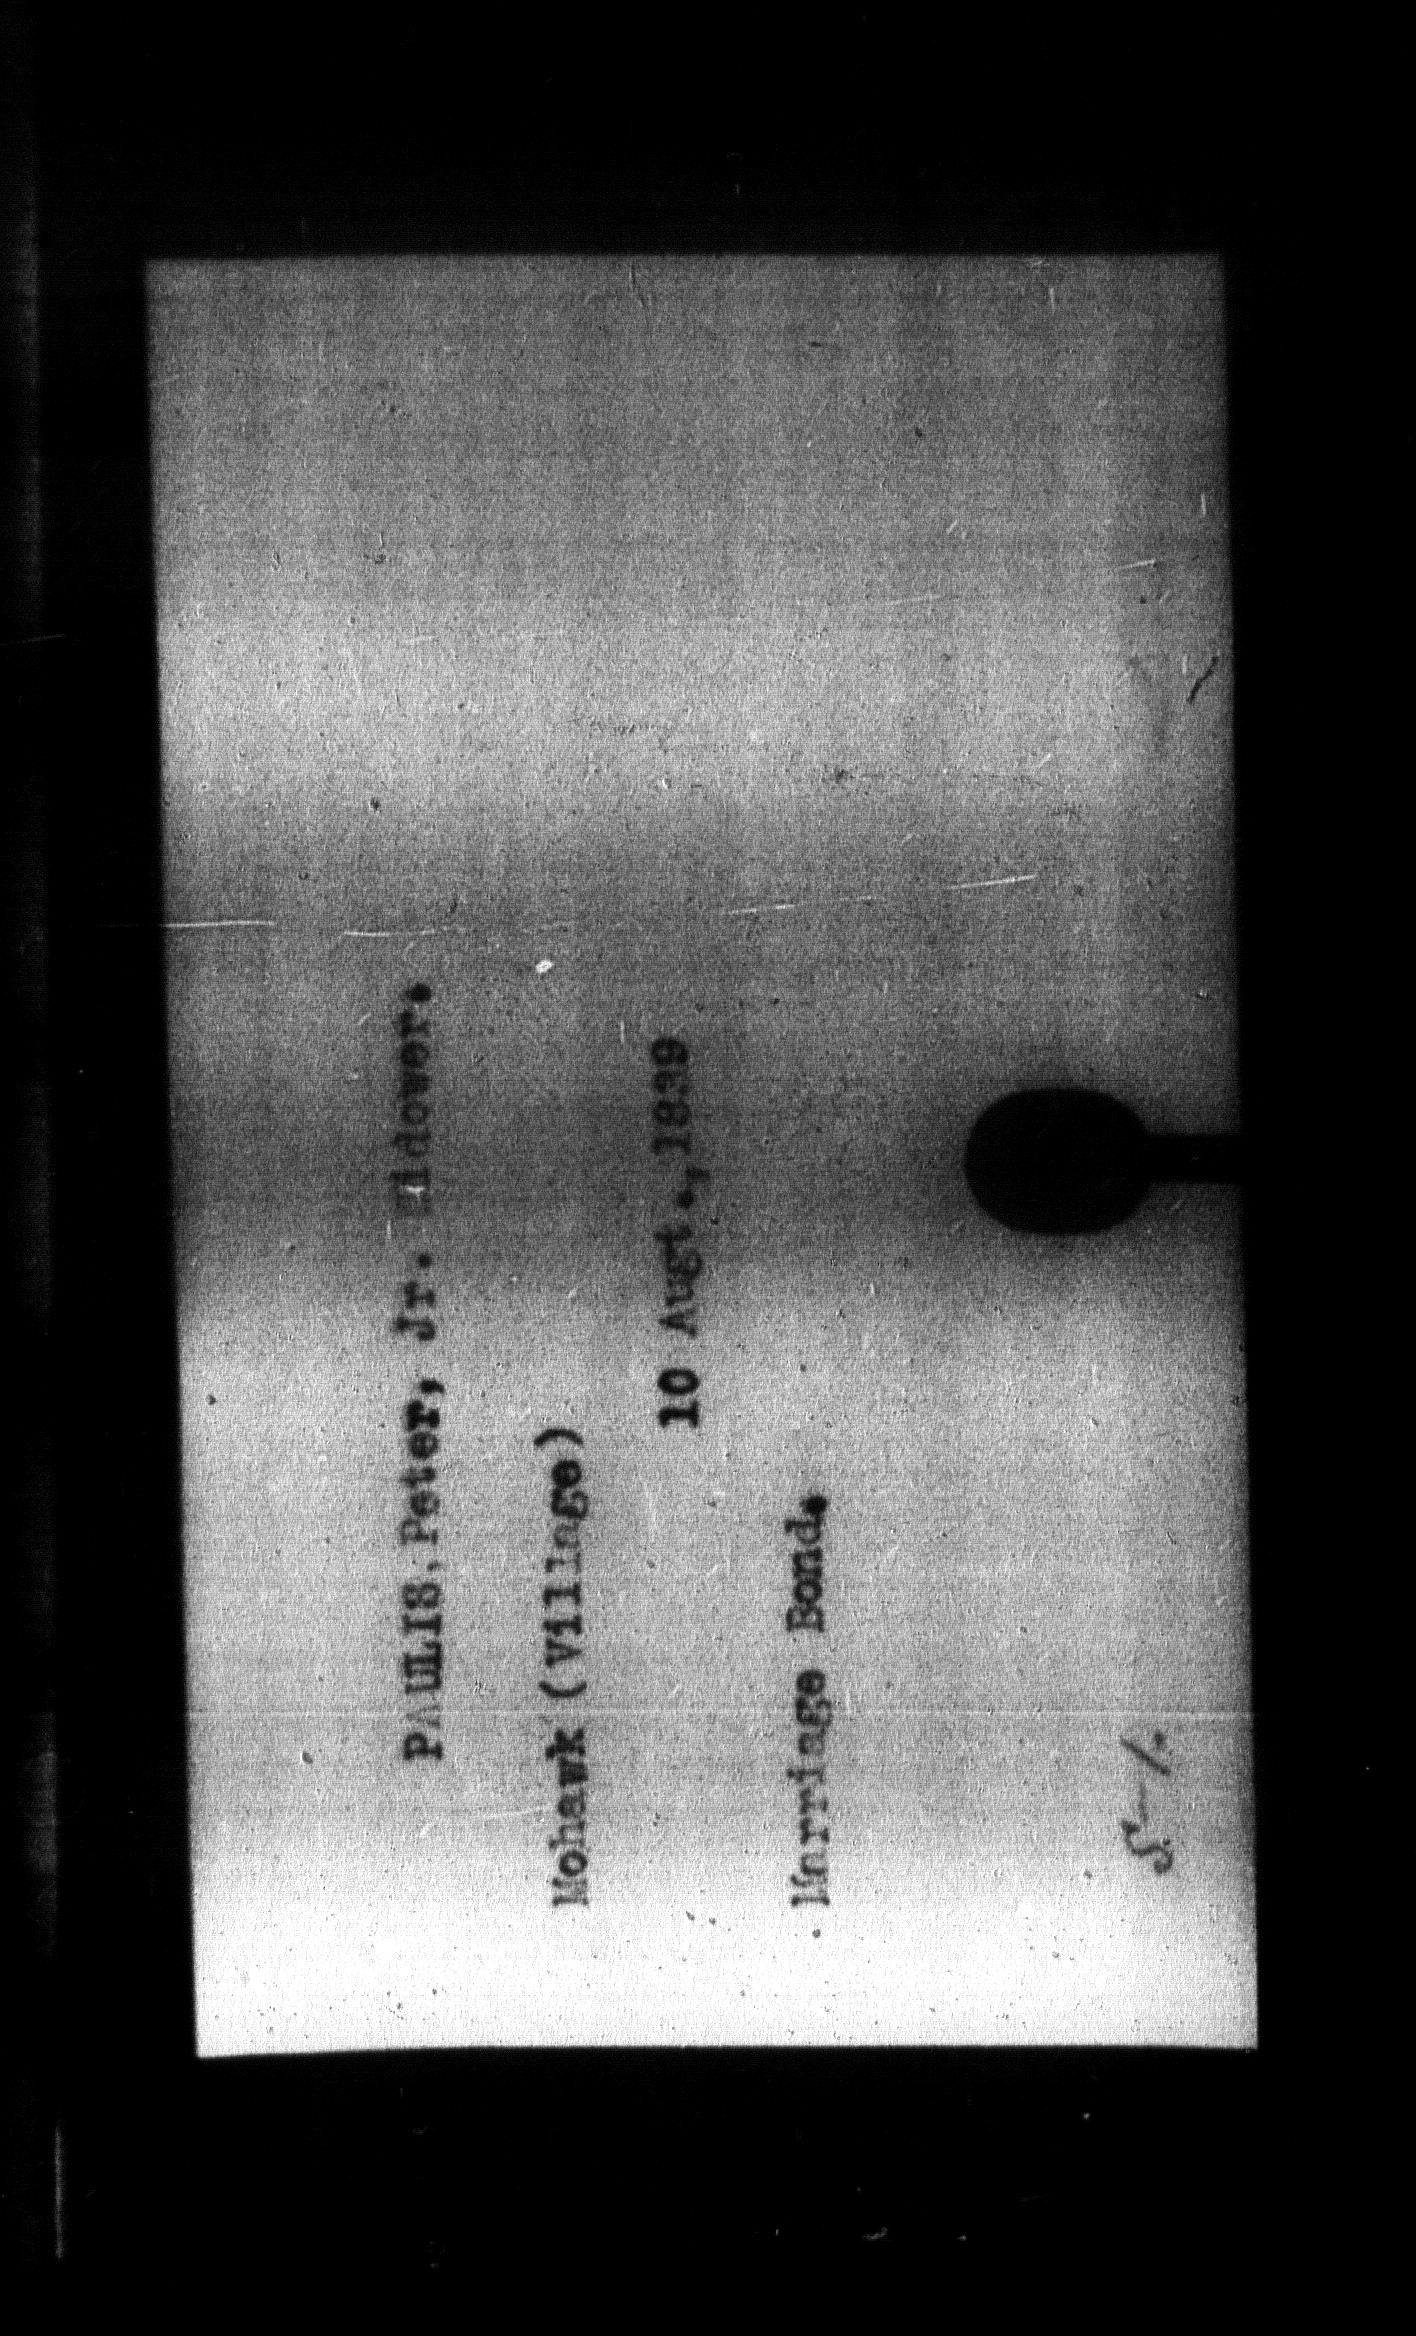 PAULIS, Peter, Jr. Widower.
Mohawk (Village)
10 Augt., 1839
Marriage Bond.